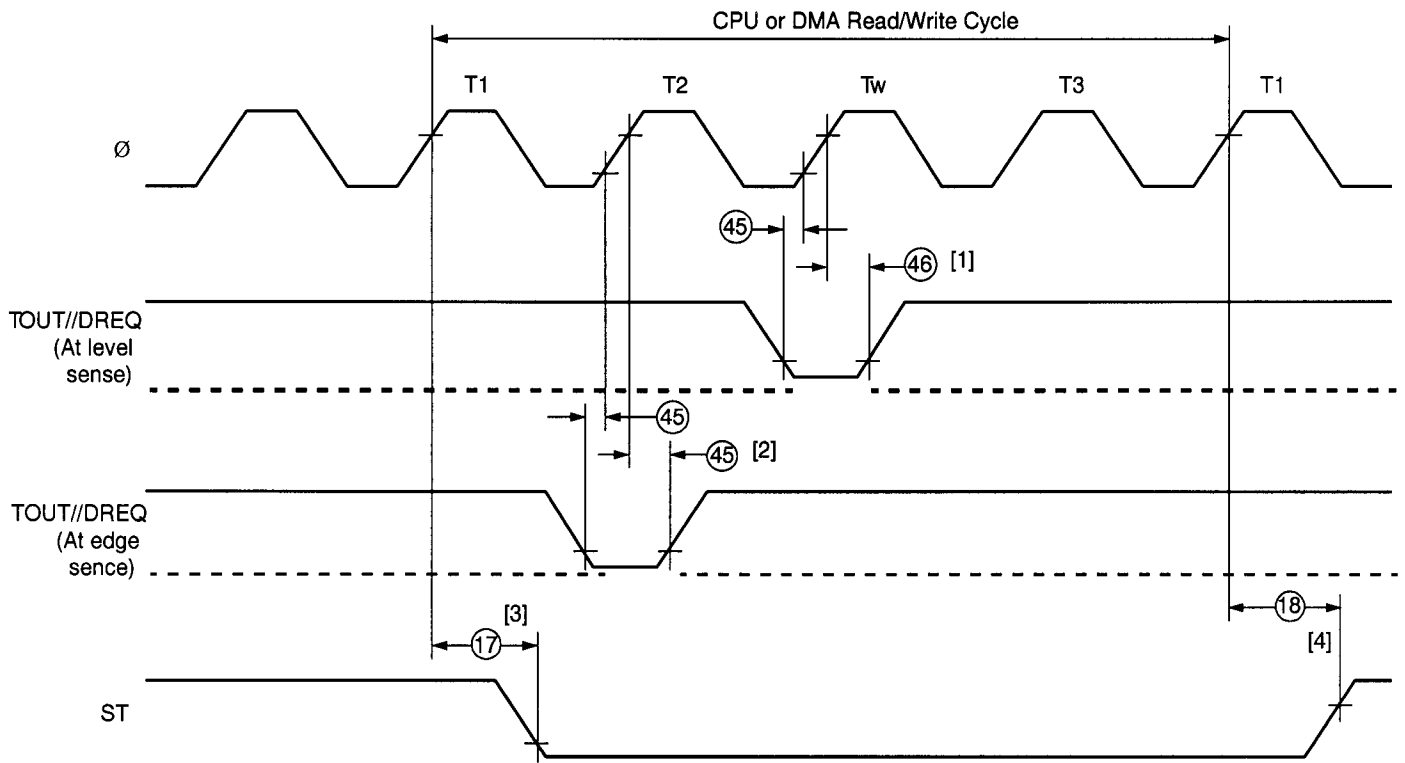 CPU or DMA Read/Write Cycle
T1 T2 Tw T3 T1
Ø
45
46 [1]
TOUT//DREQ
(At level
sense)
45
45 [2]
TOUT//DREQ
(At edge
sence)
18
[3]
17
[4]
ST